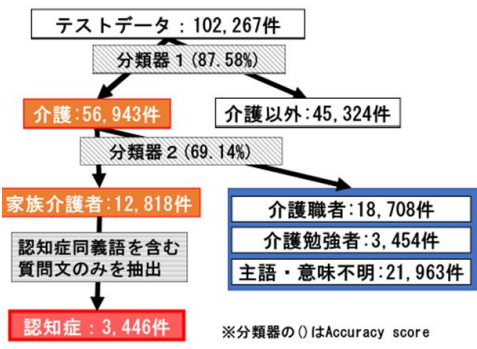 テストデータ：102,267件
分類器１(87.58%)
介護:56,943件
介護以外:45,324件
分類器２(69.14%)
家族介護者:12,818件
介護職者:18,708件
介護勉強者:3,454件
主語・意味不明:21,963件
認知症同義語を含む
質問文のみを抽出
認知症：3,446件
※分類器の()はAccuracy score